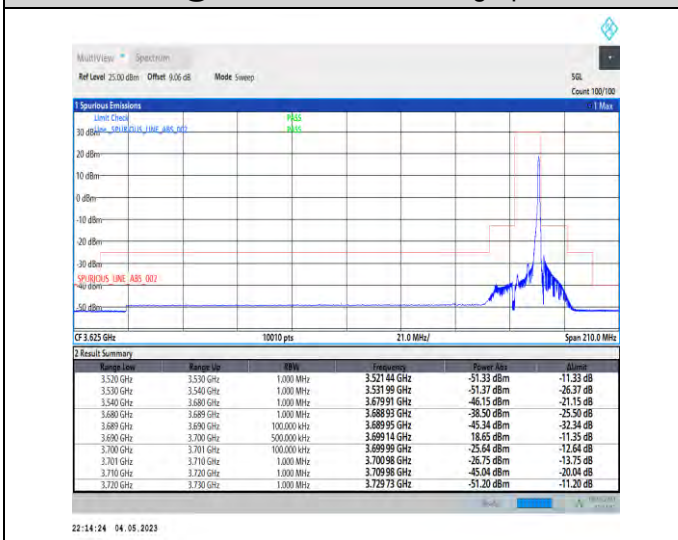 MultiView Spectrum
Ref Level 25.00 dBm Offset 9.06 dB Mode Sweep SGL
Count 100/100
1 Spurious Emissions 1 Max
Limit Check PASS
Line_SPURIOUS_LINE_ABS_002 PASS
30 dBm
20 dBm
10 dBm
0 dBm
-10 dBm
-20 dBm
-30 dBm
SPURIOUS_LINE_ABS_002
-40 dBm
-50 dBm
CF 3.625 GHz 10010 pts 21.0 MHz/ Span 210.0 MHz
2 Result Summary
Range Low Range Up RBW Frequency Power Abs ΔLimit
3.520 GHz 3.530 GHz 1.000 MHz 3.521 44 GHz -51.33 dBm -11.33 dB
3.530 GHz 3.540 GHz 1.000 MHz 3.531 99 GHz -51.37 dBm -26.37 dB
3.540 GHz 3.680 GHz 1.000 MHz 3.679 91 GHz -46.15 dBm -21.15 dB
3.680 GHz 3.689 GHz 1.000 MHz 3.688 93 GHz -38.50 dBm -25.50 dB
3.689 GHz 3.690 GHz 100.000 kHz 3.689 95 GHz -45.34 dBm -32.34 dB
3.690 GHz 3.700 GHz 500.000 kHz 3.699 14 GHz 18.65 dBm -11.35 dB
3.700 GHz 3.701 GHz 100.000 kHz 3.699 99 GHz -25.64 dBm -12.64 dB
3.701 GHz 3.710 GHz 1.000 MHz 3.700 98 GHz -26.75 dBm -13.75 dB
3.710 GHz 3.720 GHz 1.000 MHz 3.709 98 GHz -45.04 dBm -20.04 dB
3.720 GHz 3.730 GHz 1.000 MHz 3.729 73 GHz -51.20 dBm -11.20 dB
22:14:24 04.05.2023